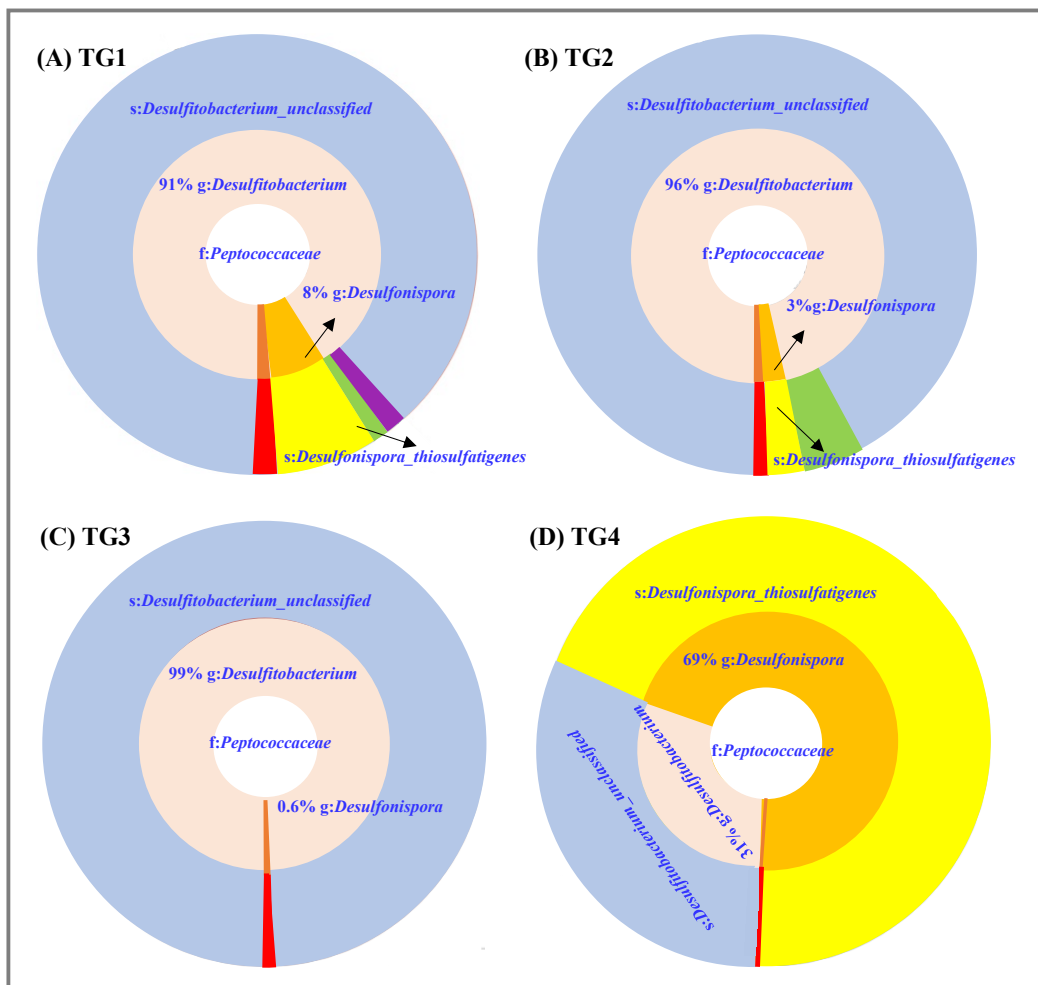 (A) TG1
s:Desulfitobacterium_unclassified
91% g:Desulfitobacterium
f:Peptococcaceae
8% g:Desulfonispora
s:Desulfonispora_thiosulfatigenes
(B) TG2
s:Desulfitobacterium_unclassified
96% g:Desulfitobacterium
f:Peptococcaceae
3%g:Desulfonispora
s:Desulfonispora_thiosulfatigenes
(C) TG3
s:Desulfitobacterium_unclassified
99% g:Desulfitobacterium
f:Peptococcaceae
0.6% g:Desulfonispora
(D) TG4
s:Desulfonispora_thiosulfatigenes
69% g:Desulfonispora
f:Peptococcaceae
31% g:Desulfitobacterium
s:Desulfitobacterium_unclassified